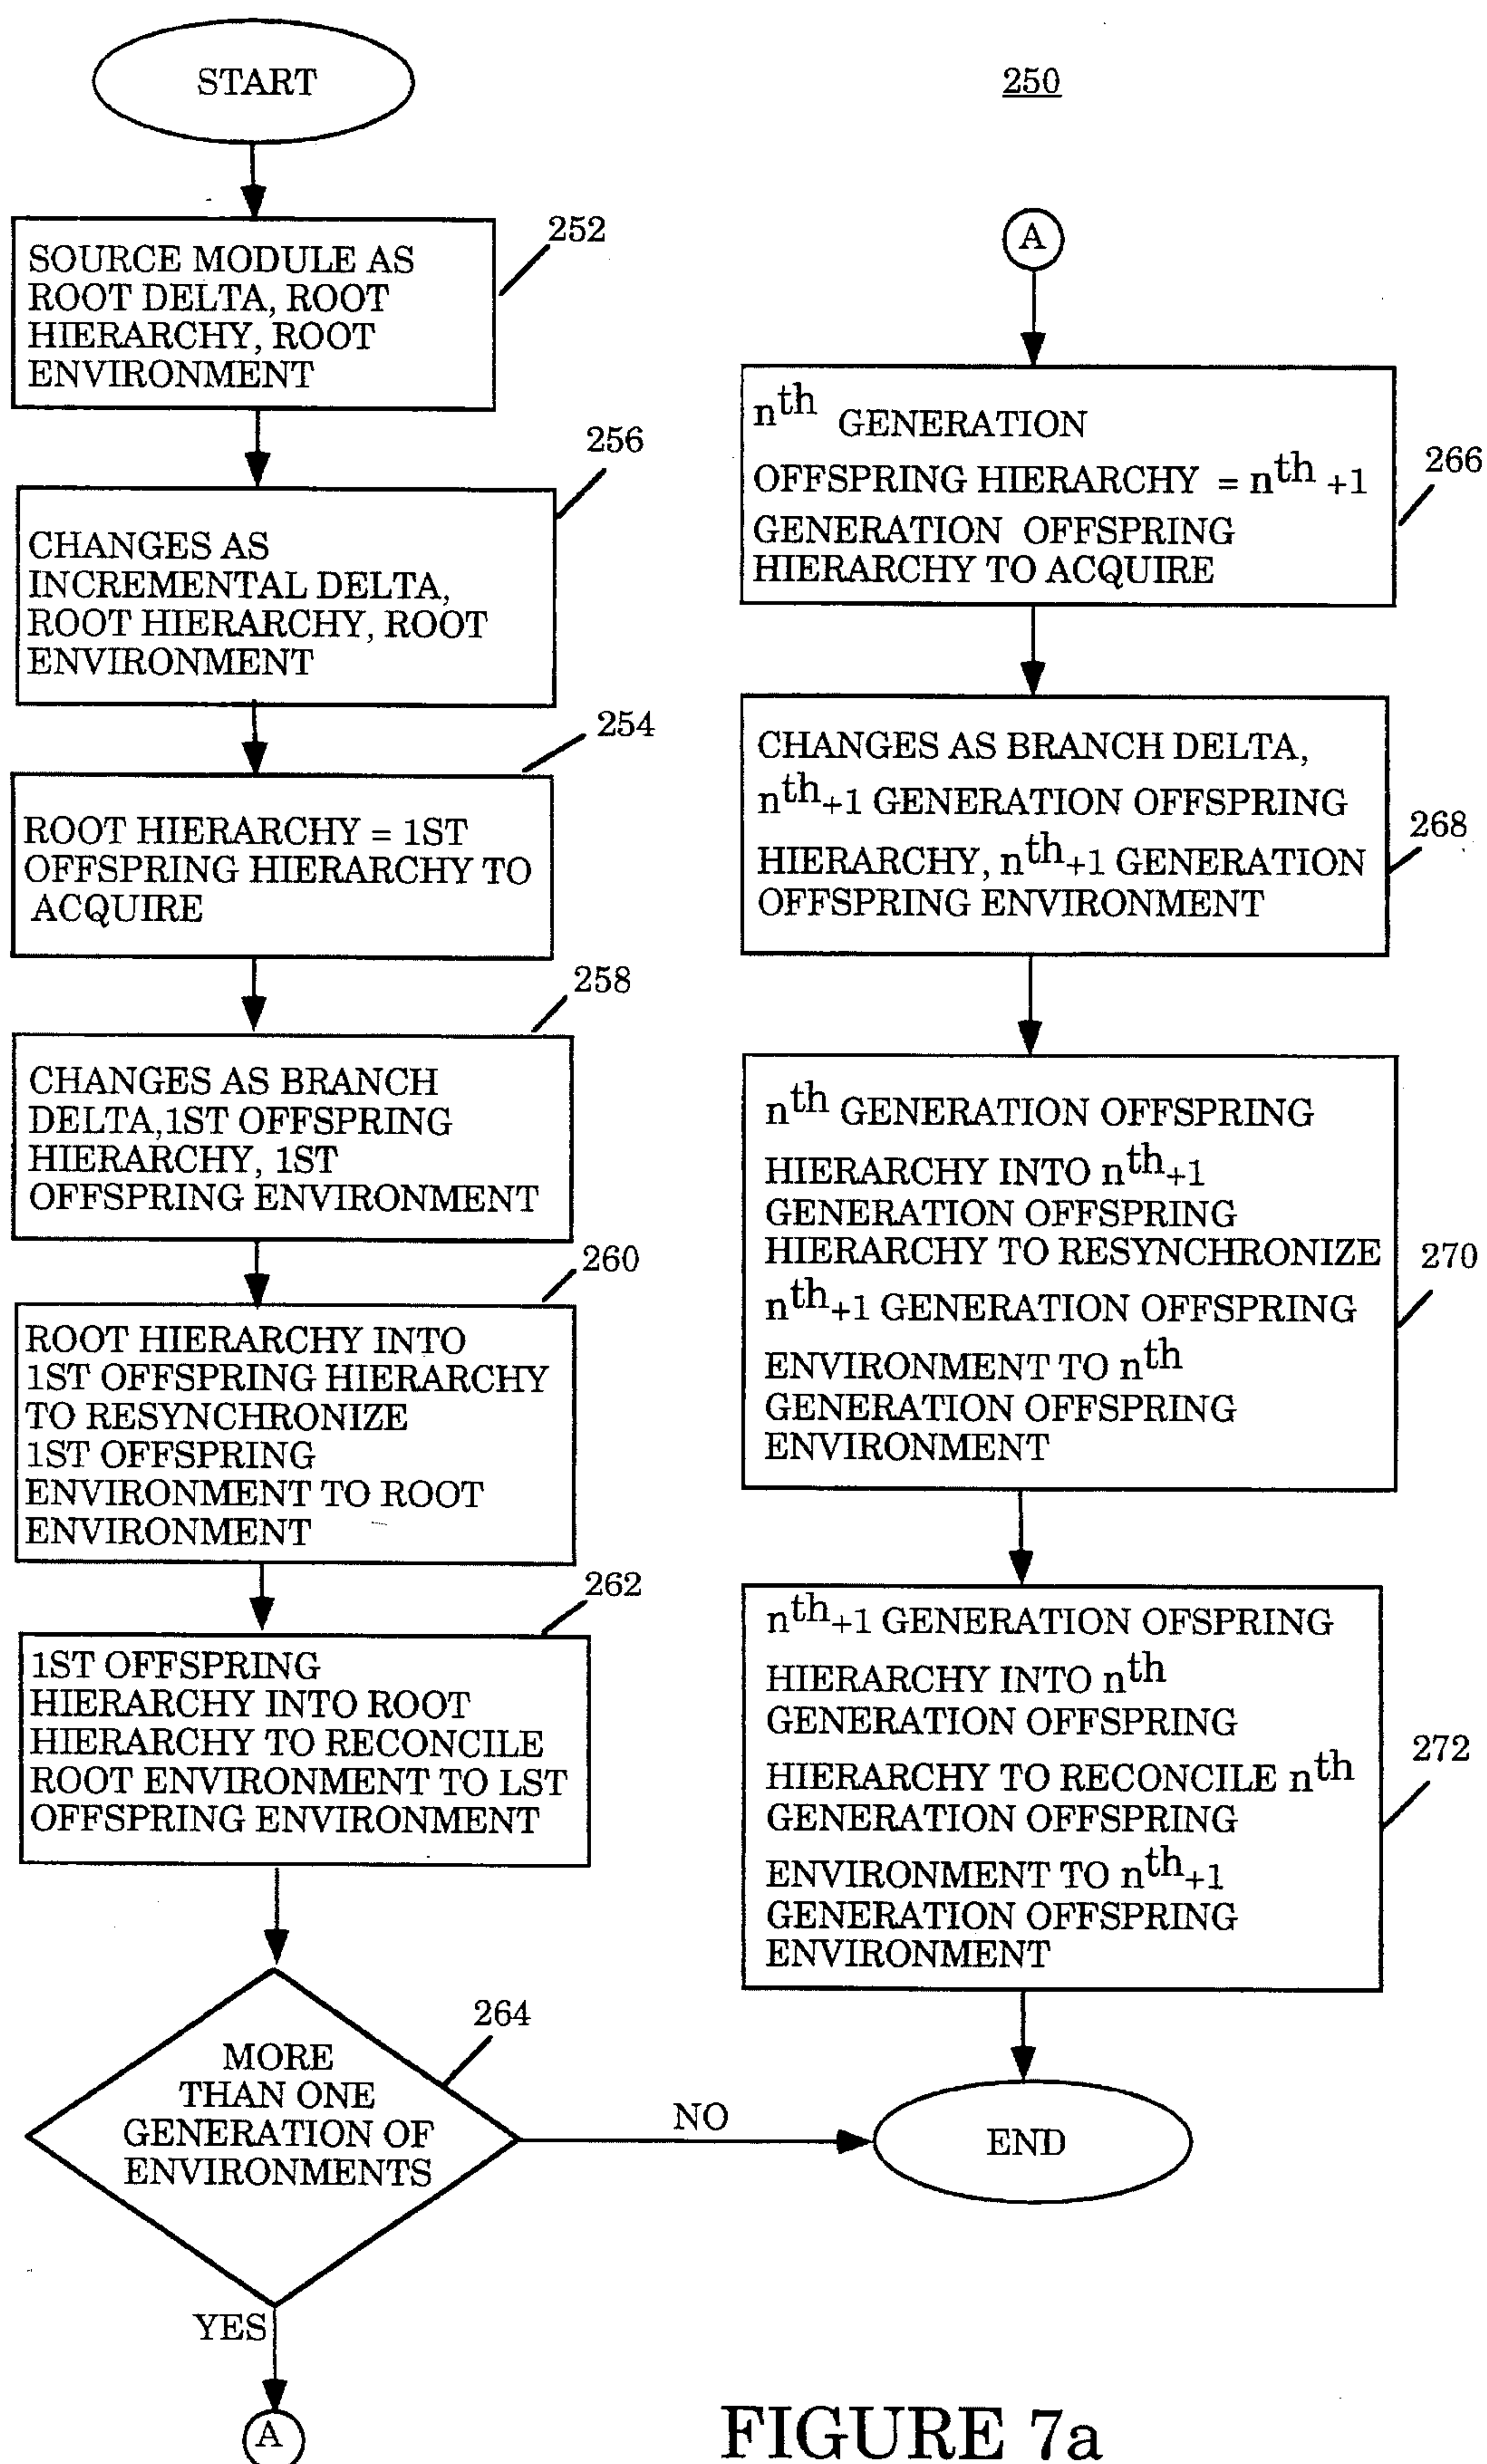 START
252
SOURCE MODULE AS
ROOT DELTA, ROOT
HIERARCHY, ROOT
ENVIRONMENT
256
CHANGES AS
INCREMENTAL DELTA,
ROOT HIERARCHY, ROOT
ENVIRONMENT
254
ROOT HIERARCHY = 1ST
OFFSPRING HIERARCHY TO
ACQUIRE
258
CHANGES AS BRANCH
DELTA,1ST OFFSPRING
HIERARCHY, 1ST
OFFSPRING ENVIRONMENT
260
ROOT HIERARCHY INTO
1ST OFFSPRING HIERARCHY
TO RESYNCHRONIZE
1ST OFFSPRING
ENVIRONMENT TO ROOT
ENVIRONMENT
262
1ST OFFSPRING
HIERARCHY INTO ROOT
HIERARCHY TO RECONCILE
ROOT ENVIRONMENT TO LST
OFFSPRING ENVIRONMENT
264
MORE
THAN ONE
GENERATION OF
ENVIRONMENTS
NO
YES
A
250
A
nth GENERATION
OFFSPRING HIERARCHY = nth +1
GENERATION OFFSPRING
HIERARCHY TO ACQUIRE
266
CHANGES AS BRANCH DELTA,
nth+1 GENERATION OFFSPRING
HIERARCHY, nth+1 GENERATION
OFFSPRING ENVIRONMENT
268
nth GENERATION OFFSPRING
HIERARCHY INTO nth+1
GENERATION OFFSPRING
HIERARCHY TO RESYNCHRONIZE
nth+1 GENERATION OFFSPRING
ENVIRONMENT TO nth
GENERATION OFFSPRING
ENVIRONMENT
270
nth+1 GENERATION OFSPRING
HIERARCHY INTO nth
GENERATION OFFSPRING
HIERARCHY TO RECONCILE nth
GENERATION OFFSPRING
ENVIRONMENT TO nth+1
GENERATION OFFSPRING
ENVIRONMENT
272
END
FIGURE 7a